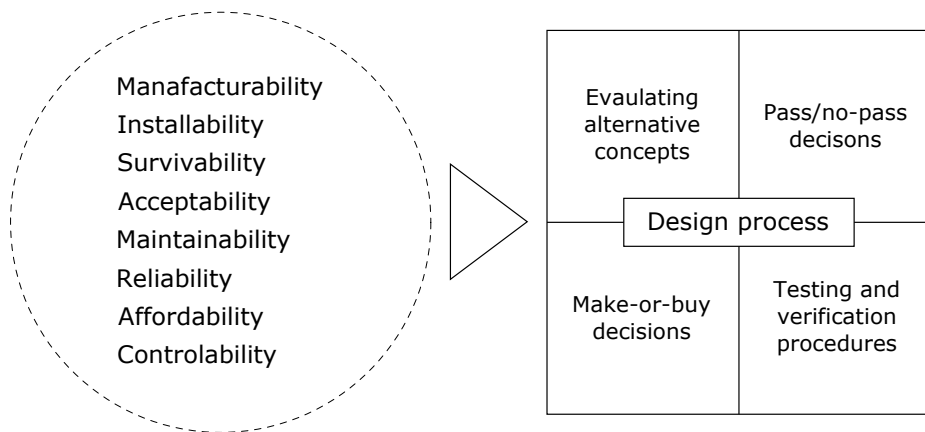 Manafacturability
Installability
Survivability
Acceptability
Maintainability
Reliability
Affordability
Controlability
Evaulating
alternative
concepts
Pass/no-pass
decisons
Design process
Make-or-buy
decisions
Testing and
verification
procedures